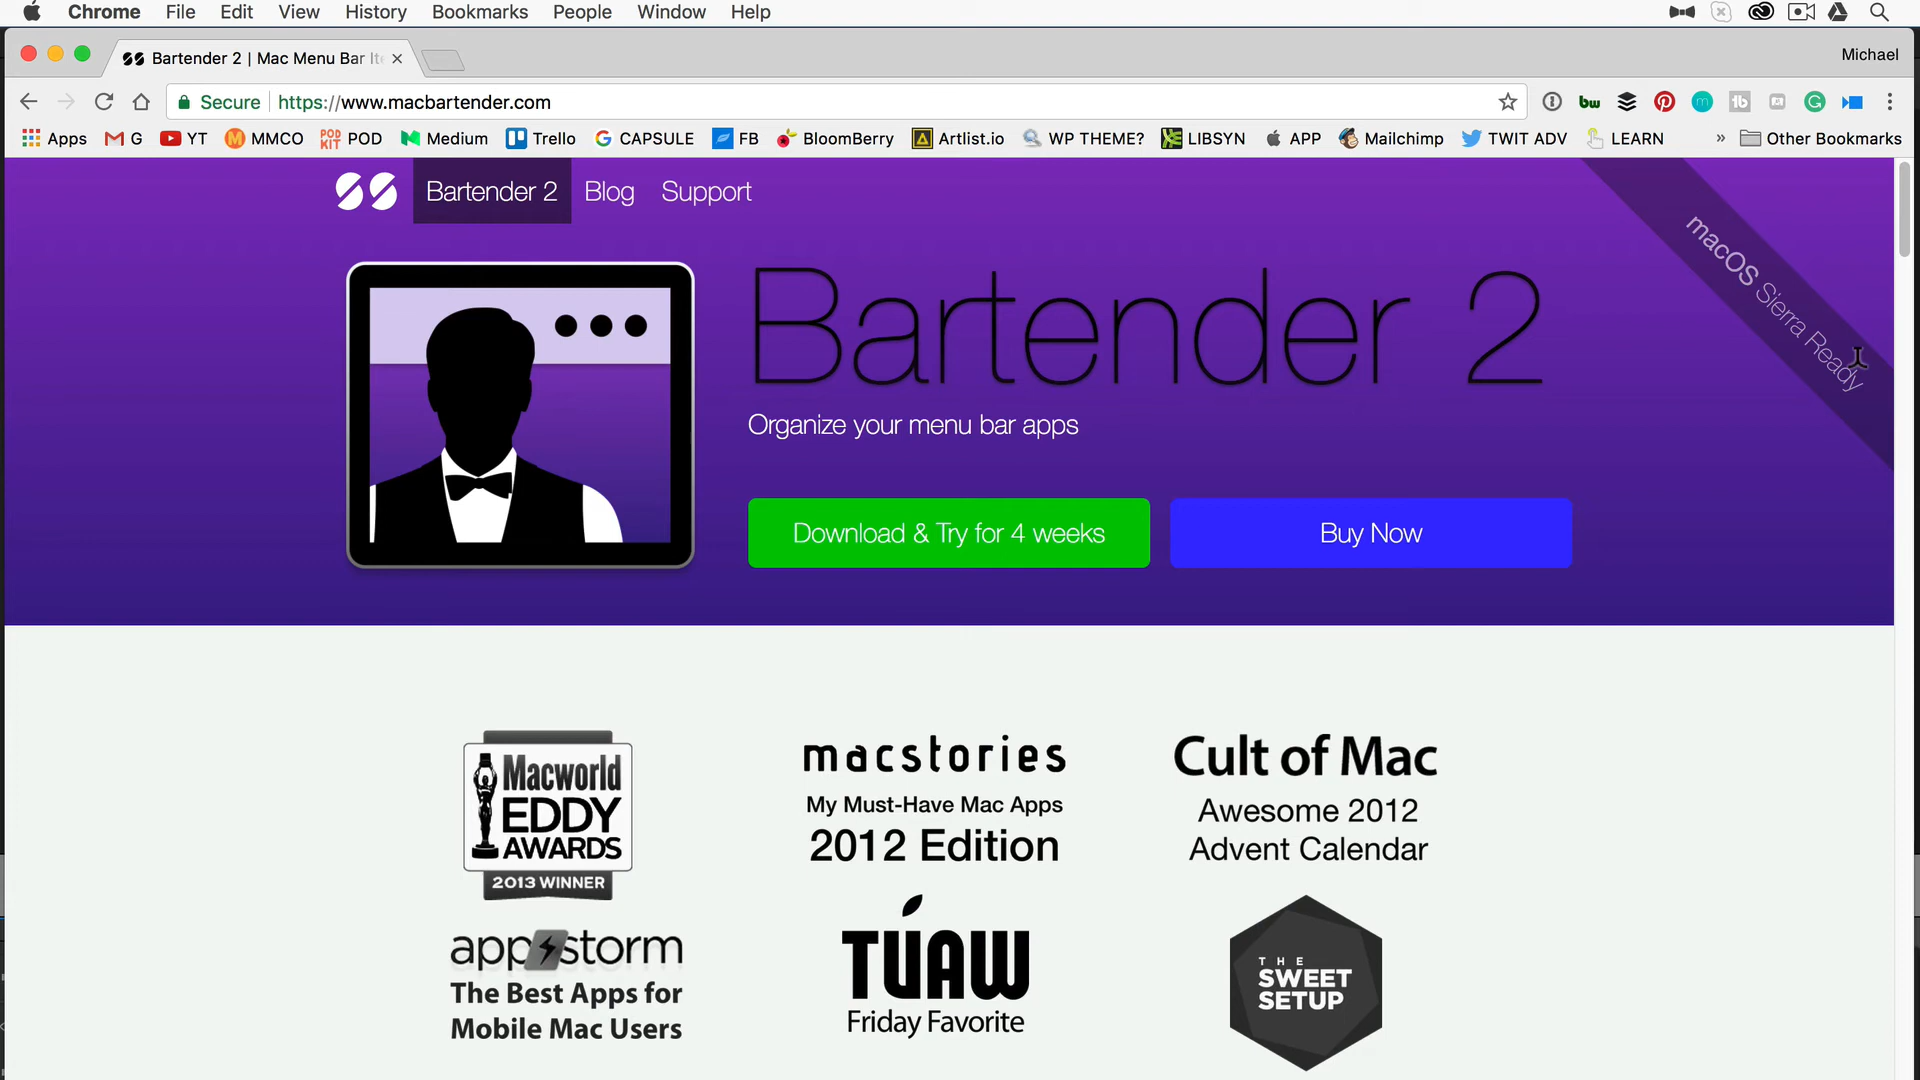 Chrome File Edit View History Bookmarks People Window Help
Bartender 2 | Mac Menu Bar Ite
Michael
Secure https://www.macbartender.com
Apps G YT MMCO POD KIT POD Medium Trello CAPSULE FB BloomBerry Artlist.io WP THEME? LIBSYN APP Mailchimp TWIT ADV LEARN » Other Bookmarks
Bartender 2 Blog Support
macOS Sierra Ready
Bartender 2
Organize your menu bar apps
Download & Try for 4 weeks
Buy Now
Macworld
EDDY
AWARDS
2013 WINNER
macstories
My Must-Have Mac Apps
2012 Edition
Cult of Mac
Awesome 2012
Advent Calendar
appstorm
The Best Apps for
Mobile Mac Users
TUAW
Friday Favorite
THE
SWEET
SETUP